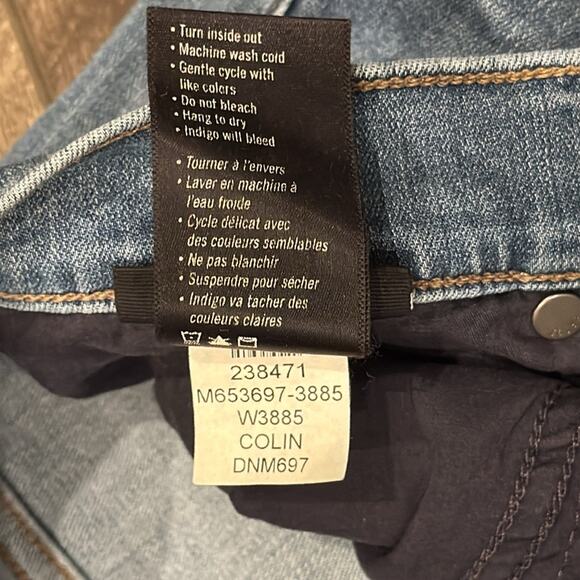 • Turn inside out
• Machine wash cord
• Gentle cycle with
like colors
• Do not bleach
• Hang to dry
• Indigo will bleed
• Tourner à l'envers
• Laver en machine à
l'eau froide
• Cycle délicat avec
des couleurs semblables
• Ne pas blanchir
• Suspendre pour sécher
• Indigo va tacher des
couleurs claires
238471
M653697-3885
W3885
COLIN
DNM697